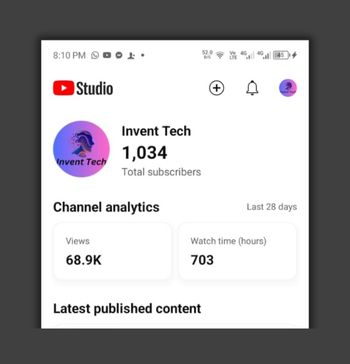 8:10 PM
Studio
Invent Tech
1,034
Total subscribers
Invent Tech
Channel analytics
Last 28 days
Views
68.9K
Watch time (hours)
703
Latest published content